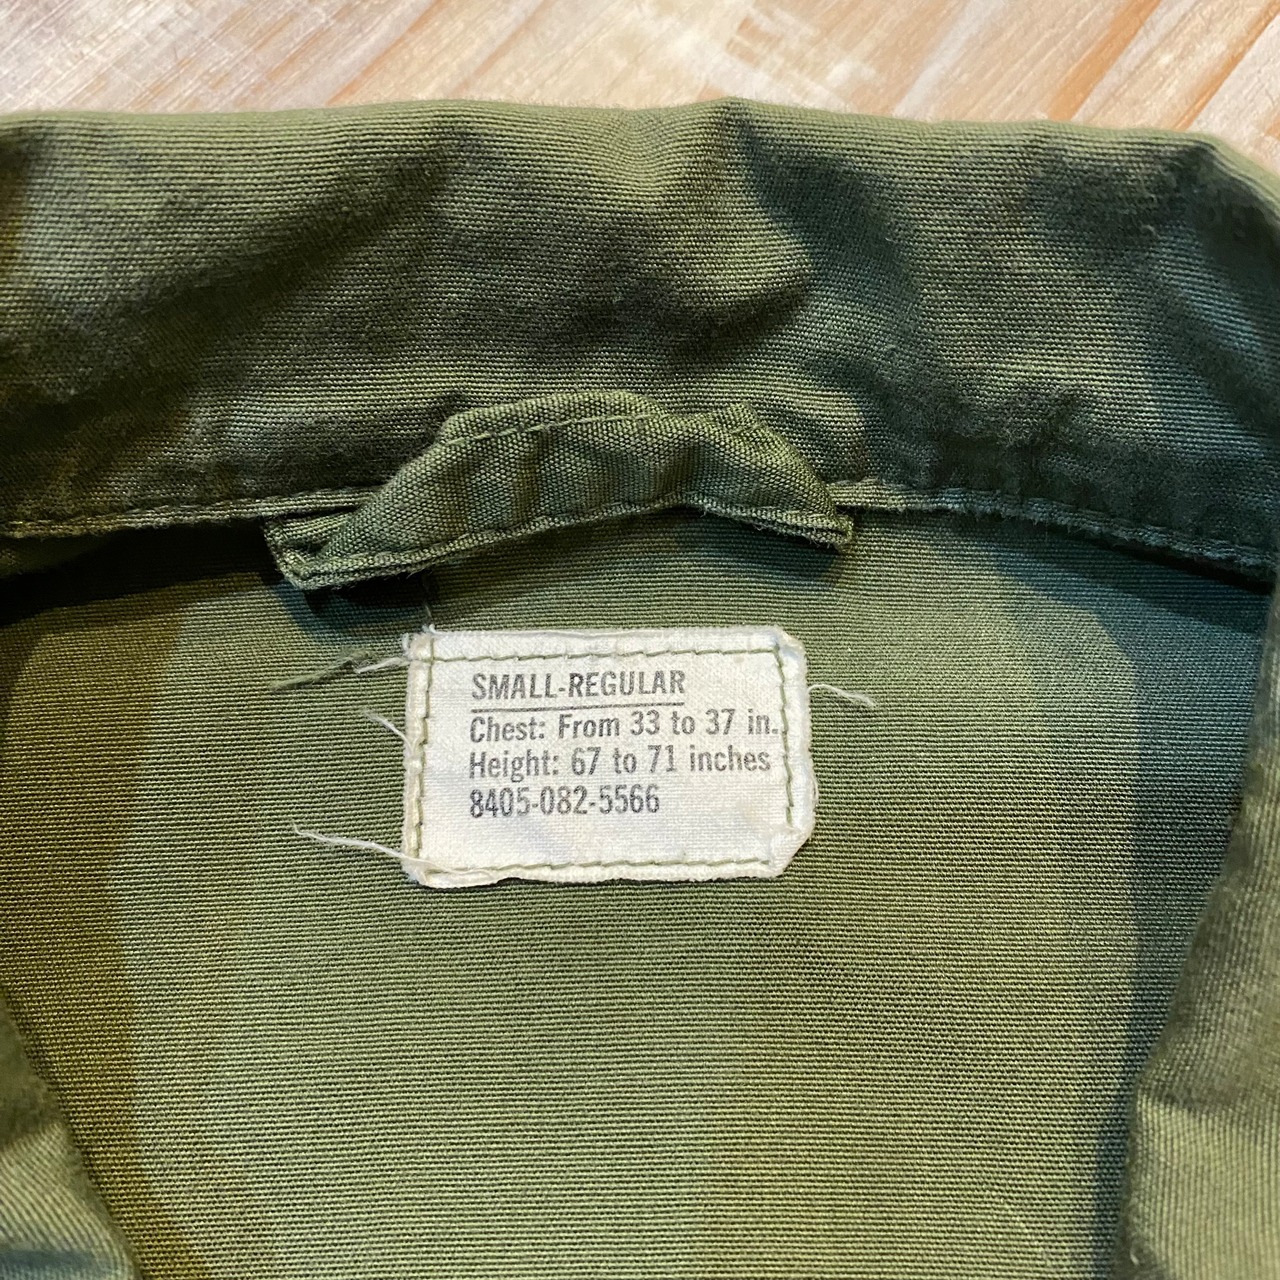 SMALL-REGULAR
Chest: From 33 to 37 in.
Height: 67 to 71 inches
8405-082-5566